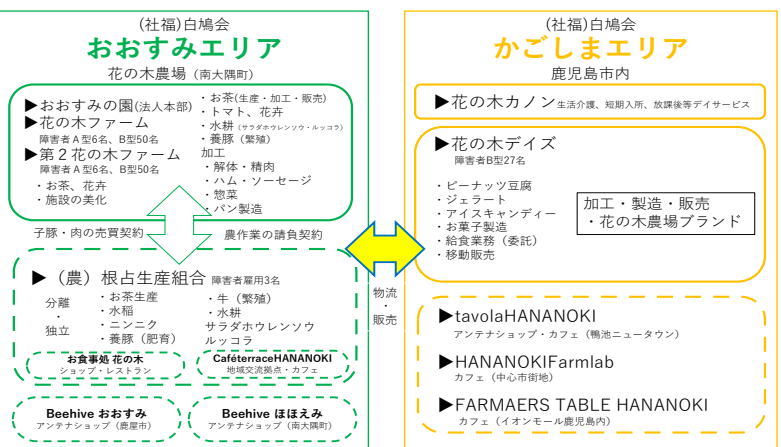 (社福)白鳩会
おおすみエリア
花の木農場（南大隅町）
▶おおすみの園(法人本部)
▶花の木ファーム
障害者Ａ型6名、B型50名
▶第２花の木ファーム
障害者Ａ型6名、B型50名
・お茶、花卉
・施設の美化
・お茶(生産・加工・販売)
・トマト、花卉
・水耕（サラダホウレンソウ・ルッコラ）
・養豚（繁殖）
加工
・解体・精肉
・ハム・ソーセージ
・惣菜
・パン製造
子豚・肉の売買契約
農作業の請負契約
▶（農）根占生産組合 障害者雇用3名
分離
・
独立
・お茶生産
・水稲
・ニンニク
・養豚（肥育）
・牛（繁殖）
・水耕
サラダホウレンソウ
ルッコラ
お食事処 花の木
ショップ・レストラン
CaféterraceHANANOKI
地域交流拠点・カフェ
Beehive おおすみ
アンテナショップ（鹿屋市）
Beehive ほほえみ
アンテナショップ（南大隅町）
物流
・
販売
(社福)白鳩会
かごしまエリア
鹿児島市内
▶花の木カノン生活介護、短期入所、放課後等デイサービス
▶花の木デイズ
障害者B型27名
・ピーナッツ豆腐
・ジェラート
・アイスキャンディー
・お菓子製造
・給食業務（委託）
・移動販売
加工・製造・販売
・花の木農場ブランド
▶tavolaHANANOKI
アンテナショップ・カフェ（鴨池ニュータウン）
▶HANANOKIFarmlab
カフェ（中心市街地）
▶FARMAERS TABLE HANANOKI
カフェ（イオンモール鹿児島内）